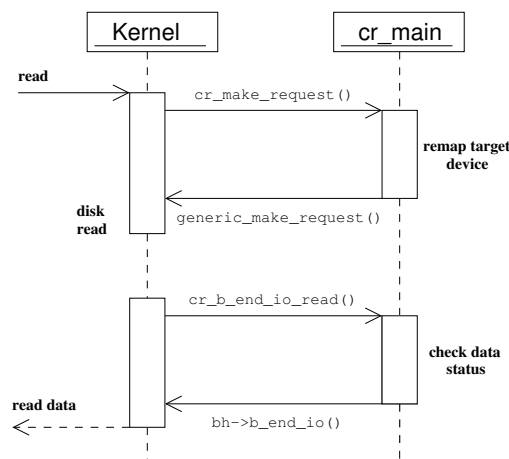 Kernel
cr_main
read
cr_make_request()
remap target
device
generic_make_request()
disk
read
cr_b_end_io_read()
check data
status
read data
bh->b_end_io()